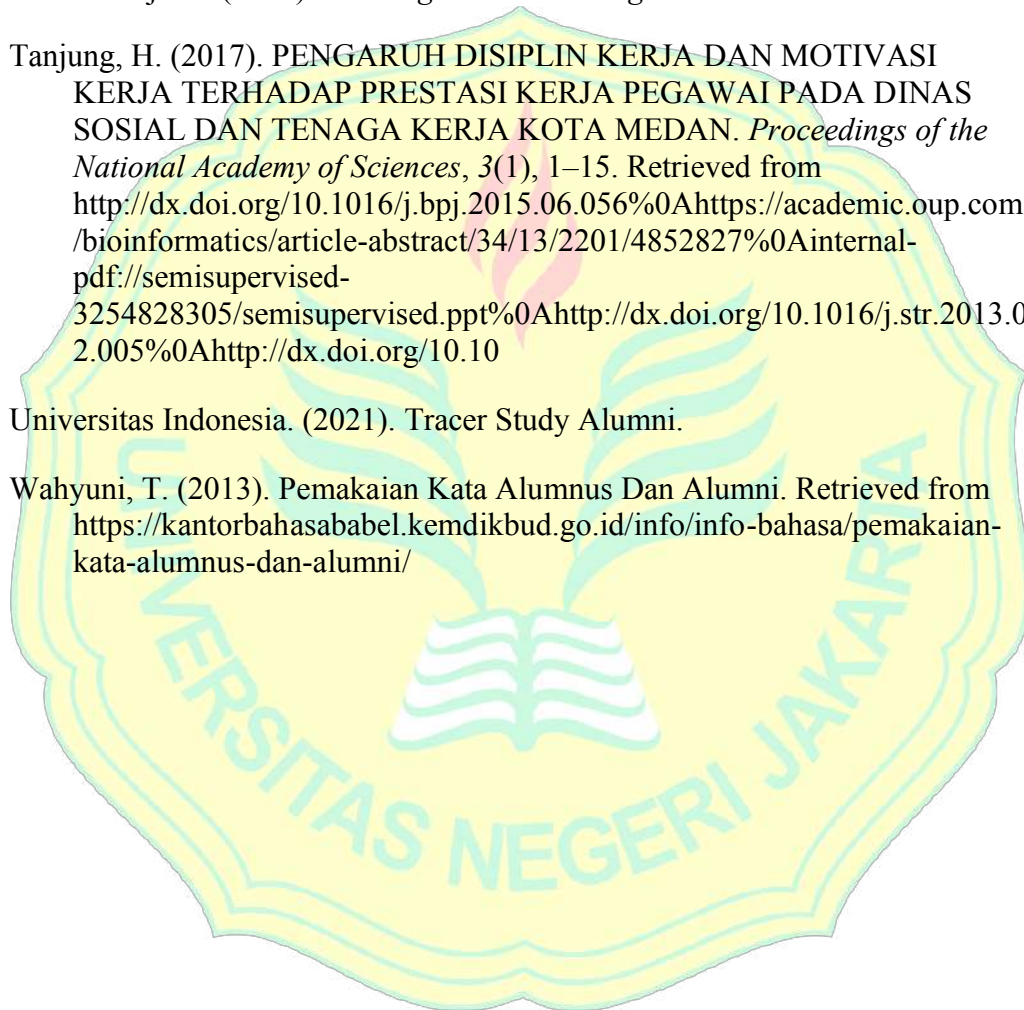 Tanjung, H. (2017). PENGARUH DISIPLIN KERJA DAN MOTIVASI
KERJA TERHADAP PRESTASI KERJA PEGAWAI PADA DINAS
SOSIAL DAN TENAGA KERJA KOTA MEDAN. Proceedings of the
National Academy of Sciences, 3(1), 1–15. Retrieved from
http://dx.doi.org/10.1016/j.bpj.2015.06.056%0Ahttps://academic.oup.com
/bioinformatics/article-abstract/34/13/2201/4852827%0Ainternal-
pdf://semisupervised-
3254828305/semisupervised.ppt%0Ahttp://dx.doi.org/10.1016/j.str.2013.0
2.005%0Ahttp://dx.doi.org/10.10
Universitas Indonesia. (2021). Tracer Study Alumni.
Wahyuni, T. (2013). Pemakaian Kata Alumnus Dan Alumni. Retrieved from
https://kantorbahasababel.kemdikbud.go.id/info/info-bahasa/pemakaian-
kata-alumnus-dan-alumni/
UNIVERSITAS NEGERI JAKARTA